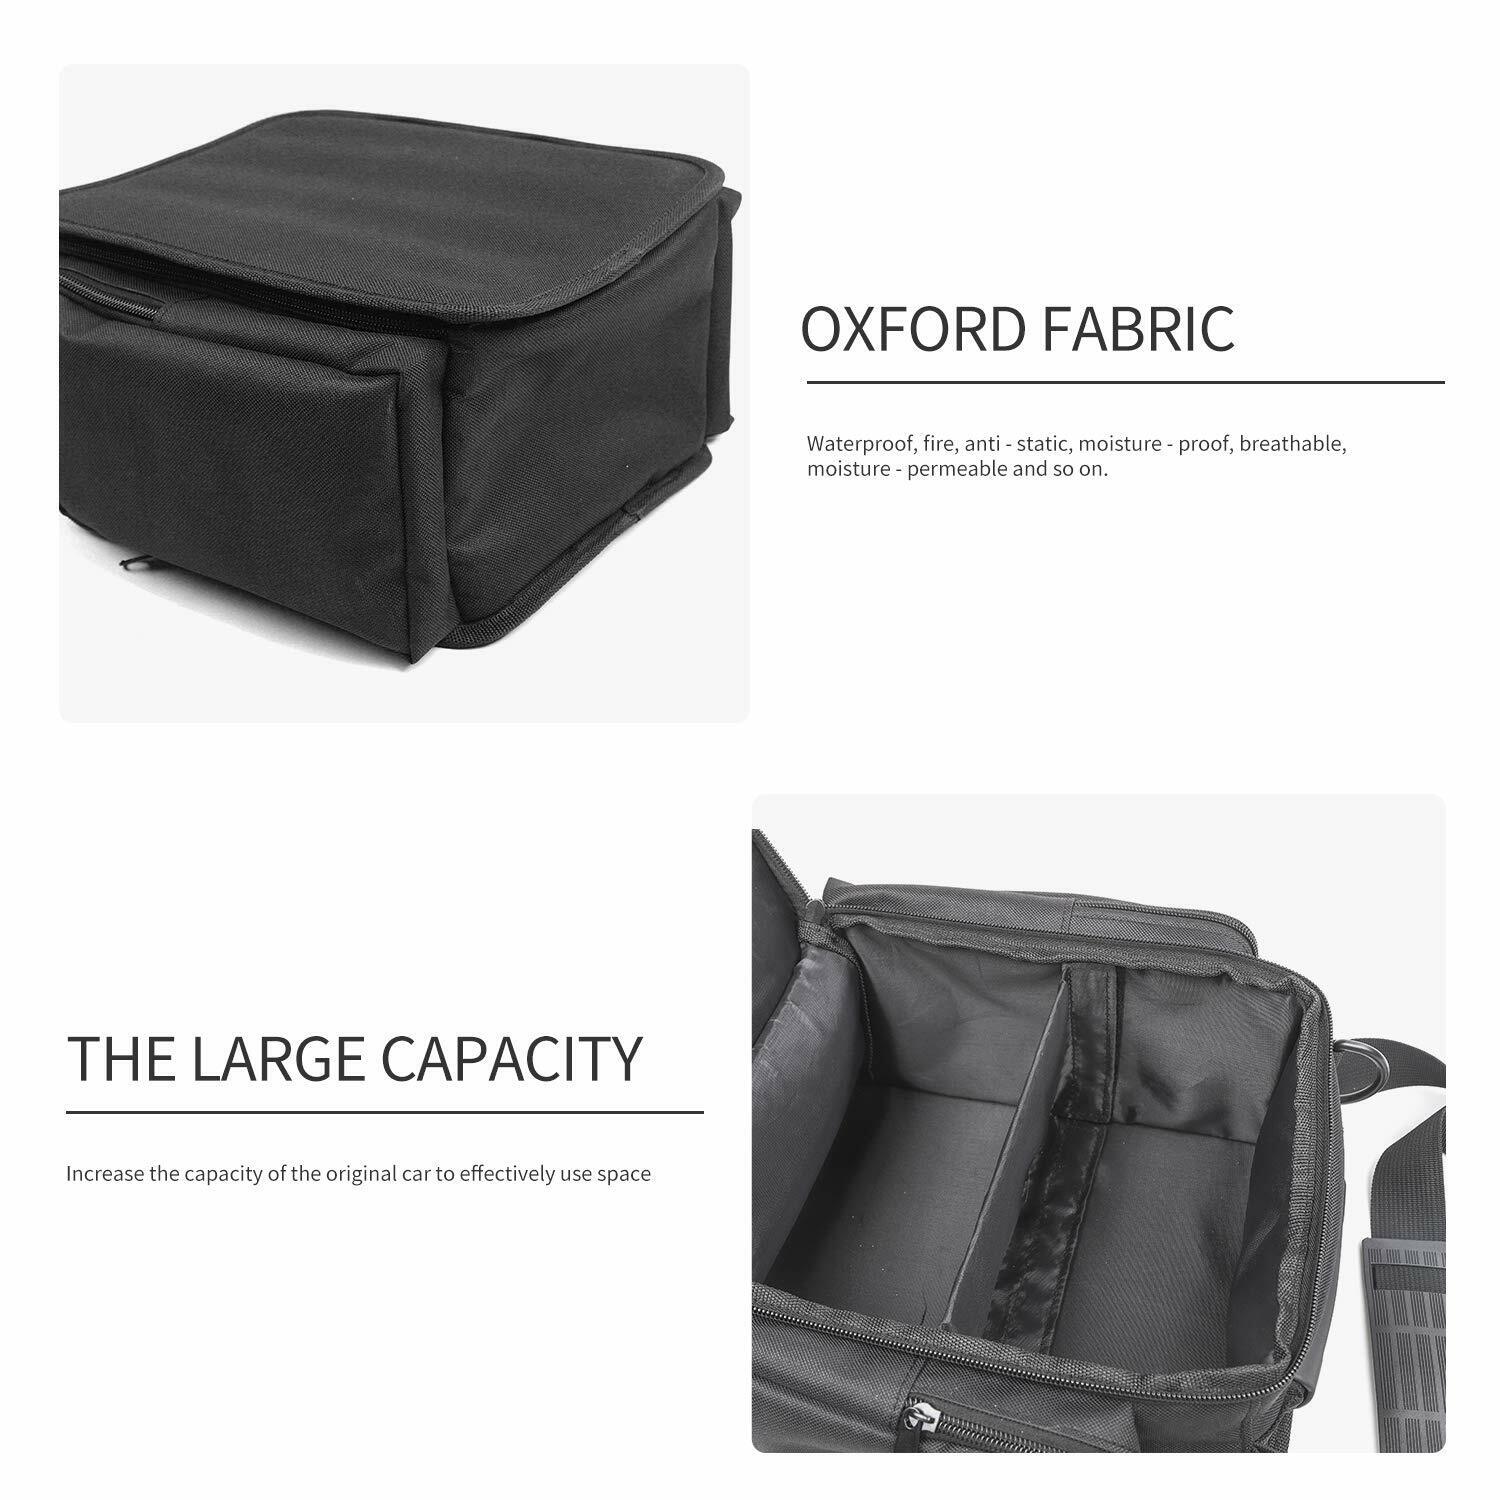 OXFORD FABRIC
Waterproof, fire, anti - static, moisture - proof, breathable,
moisture - permeable and so on.
THE LARGE CAPACITY
Increase the capacity of the original car to effectively use space